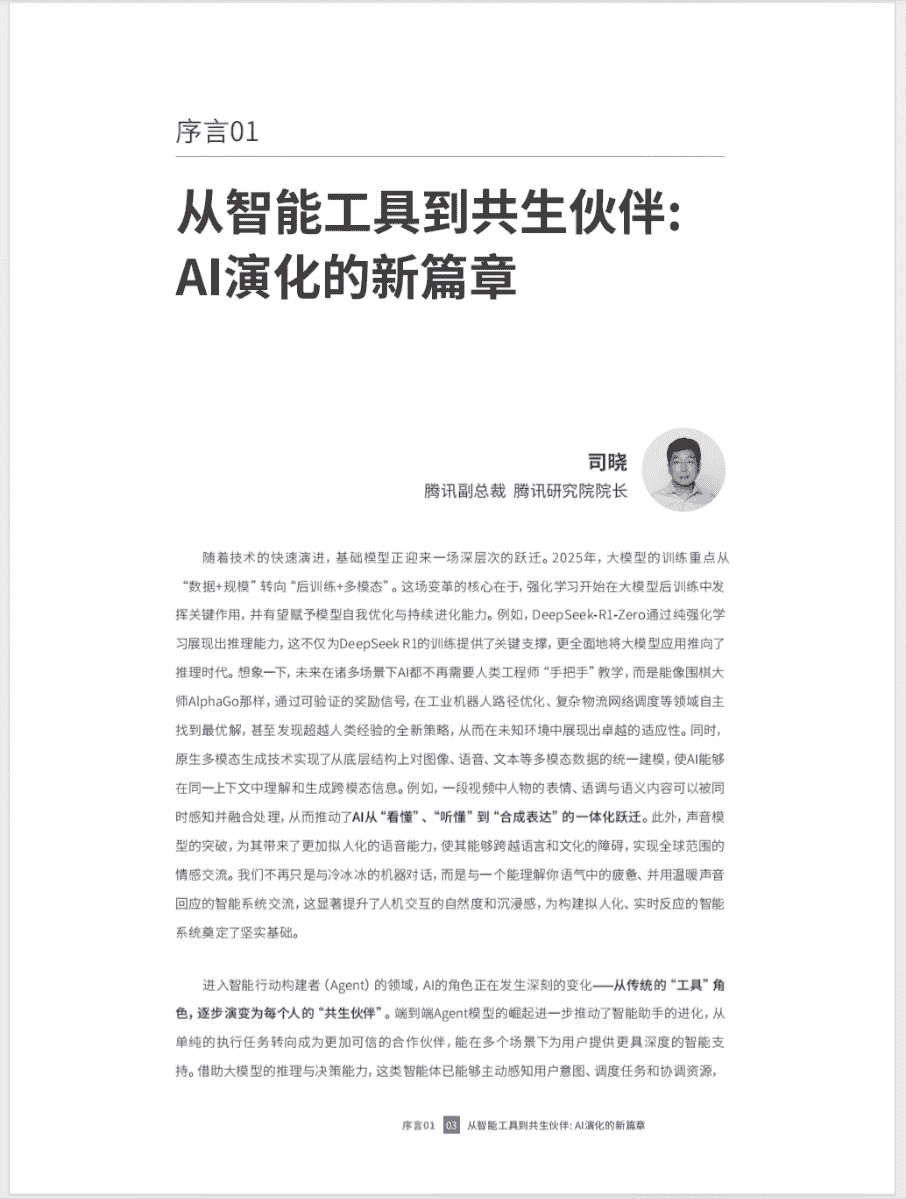 序言01
从智能工具到共生伙伴:
AI演化的新篇章
司晓
腾讯副总裁 腾讯研究院院长
随着技术的快速演进，基础模型正迎来一场深层次的跃迁。2025年，大模型的训练重点从
“数据+规模”转向“后训练+多模态”。这场变革的核心在于，强化学习开始在大模型后训练中发
挥关键作用，并有望赋予模型自我优化与持续进化能力。例如，DeepSeek-R1-Zero通过纯强化学
习展现出推理能力，这不仅为DeepSeek R1的训练提供了关键支撑，更全面地将大模型应用推向了
推理时代。想象一下，未来在诸多场景下AI都不再需要人类工程师“手把手”教学，而是能像围棋大
师AlphaGo那样，通过可验证的奖励信号，在工业机器人路径优化、复杂物流网络调度等领域自主
找到最优解，甚至发现超越人类经验的全新策略，从而在未知环境中展现出卓越的适应性。同时，
原生多模态生成技术实现了从底层结构上对图像、语音、文本等多模态数据的统一建模，使AI能够
在同一上下文中理解和生成跨模态信息。例如，一段视频中人物的表情、语调与语义内容可以被同
时感知并融合处理，从而推动了AI从“看懂”、“听懂”到“合成表达”的一体化跃迁。此外，声音模
型的突破，为其带来了更加拟人化的语音能力，使其能够跨越语言和文化的障碍，实现全球范围的
情感交流。我们不再只是与冷冰冰的机器对话，而是与一个能理解你语气中的疲惫、并用温暖声音
回应的智能系统交流，这显著提升了人机交互的自然度和沉浸感，为构建拟人化、实时反应的智能
系统奠定了坚实基础。
进入智能行动构建者（Agent）的领域，AI的角色正在发生深刻的变化——从传统的“工具”角
色，逐步演变为每个人的“共生伙伴”。端到端Agent模型的崛起进一步推动了智能助手的进化，从
单纯的执行任务转向成为更加可信的合作伙伴，能在多个场景下为用户提供更具深度的智能支
持。借助大模型的推理与决策能力，这类智能体已能够主动感知用户意图、调度任务和协调资源，
序言01 03 从智能工具到共生伙伴: AI演化的新篇章